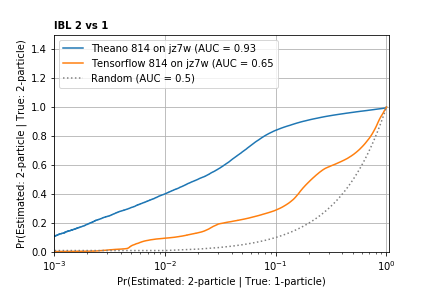 IBL 2 vs 1
Pr(Estimated: 2-particle | True: 2-particle)
1.4
1.2
1.0
0.8
0.6
0.4
0.2
0.0
Theano 814 on jz7w (AUC = 0.93
Tensorflow 814 on jz7w (AUC = 0.65
Random (AUC = 0.5)
10⁻³
10⁻²
10⁻¹
10⁰
Pr(Estimated: 2-particle | True: 1-particle)